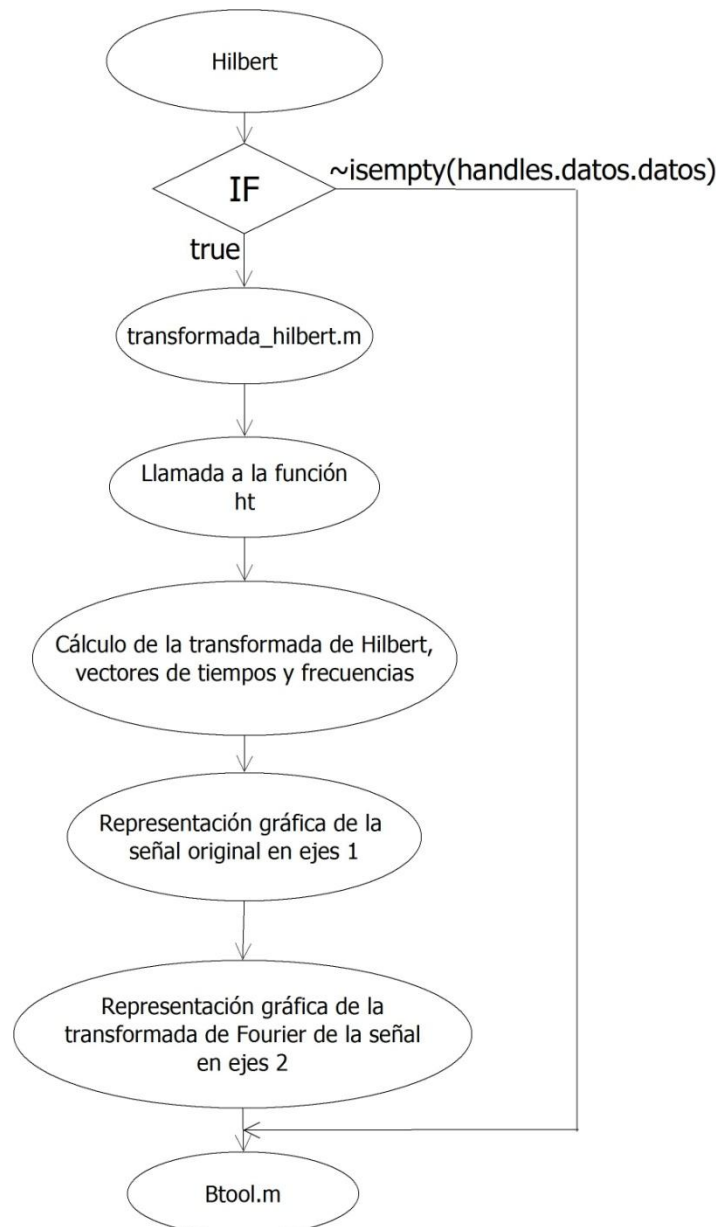 Hilbert
IF
~isempty(handles.datos.datos)
true
transformada_hilbert.m
Llamada a la función
ht
Cálculo de la transformada de Hilbert,
vectores de tiempos y frecuencias
Representación gráfica de la
señal original en ejes 1
Representación gráfica de la
transformada de Fourier de la señal
en ejes 2
Btool.m